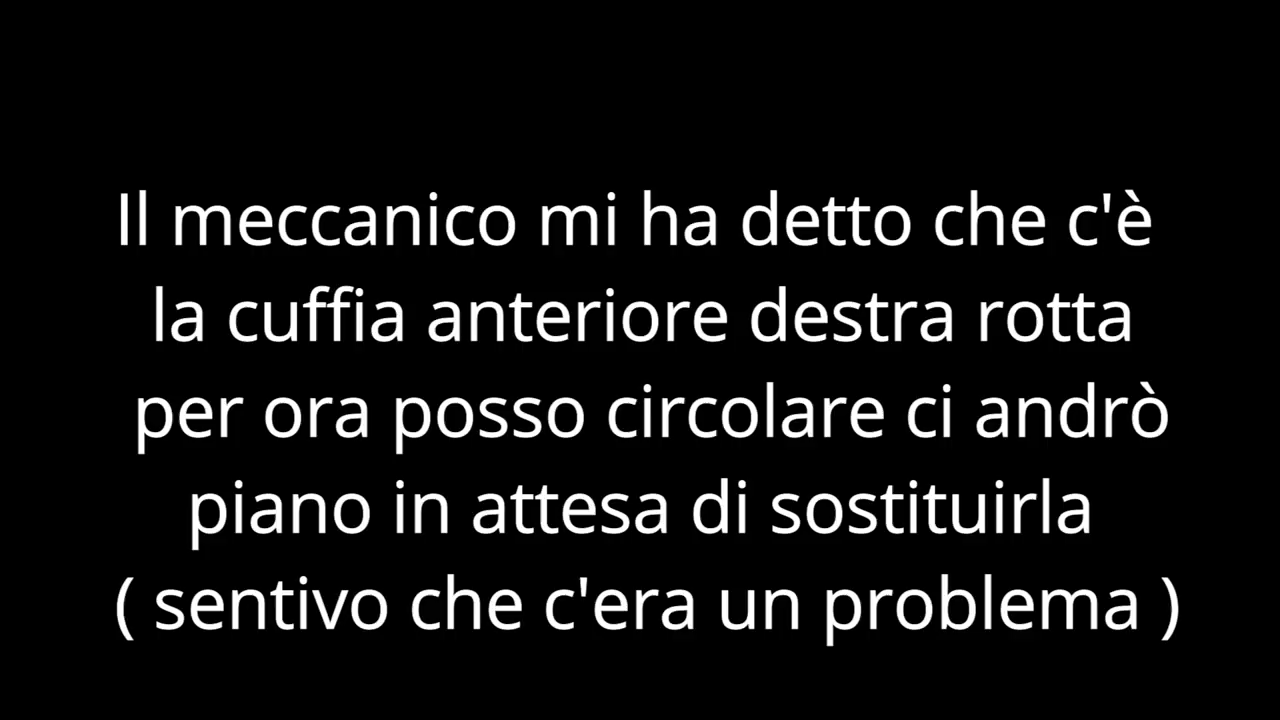 Il meccanico mi ha detto che c'è
la cuffia anteriore destra rotta
per ora posso circolare ci andrò
piano in attesa di sostituirla
( sentivo che c'era un problema )